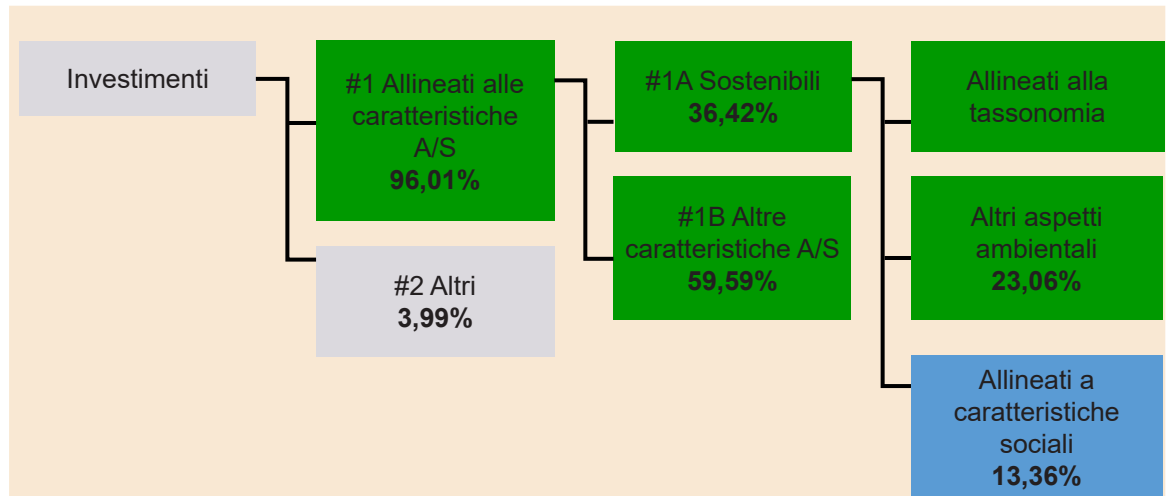 Investimenti
#1 Allineati alle
caratteristiche
A/S
96,01%
#2 Altri
3,99%
#1A Sostenibili
36,42%
#1B Altre
caratteristiche A/S
59,59%
Allineati alla
tassonomia
Altri aspetti
ambientali
23,06%
Allineati a
caratteristiche
sociali
13,36%